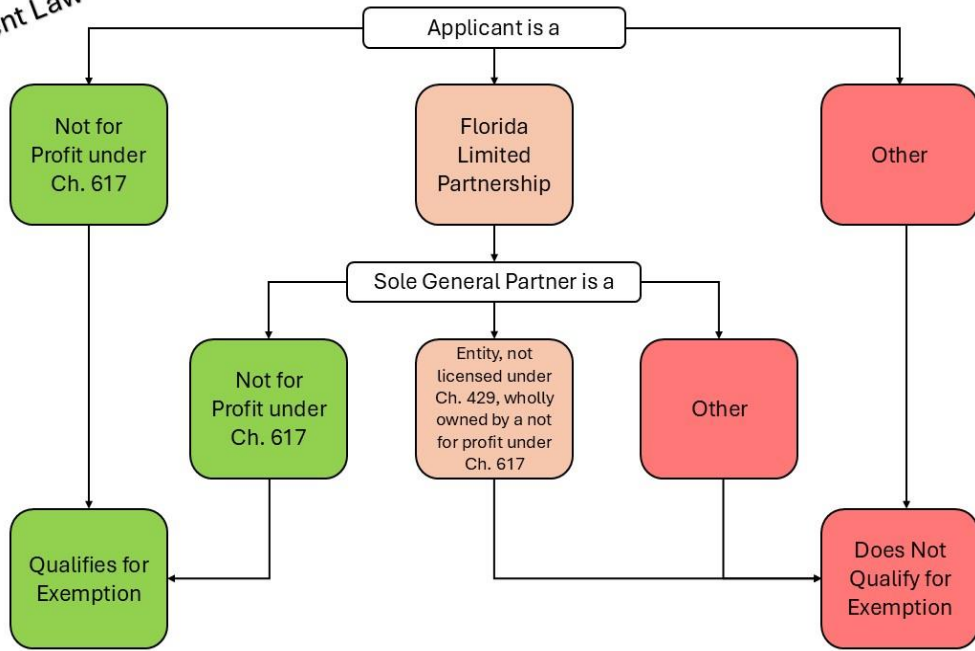 Law
Applicant is a
Not for
Profit under
Ch. 617
Florida
Limited
Partnership
Other
Sole General Partner is a
Not for
Profit under
Ch. 617
Entity, not
licensed under
Ch. 429, wholly
owned by a not
for profit under
Ch. 617
Other
Qualifies for
Exemption
Does Not
Qualify for
Exemption